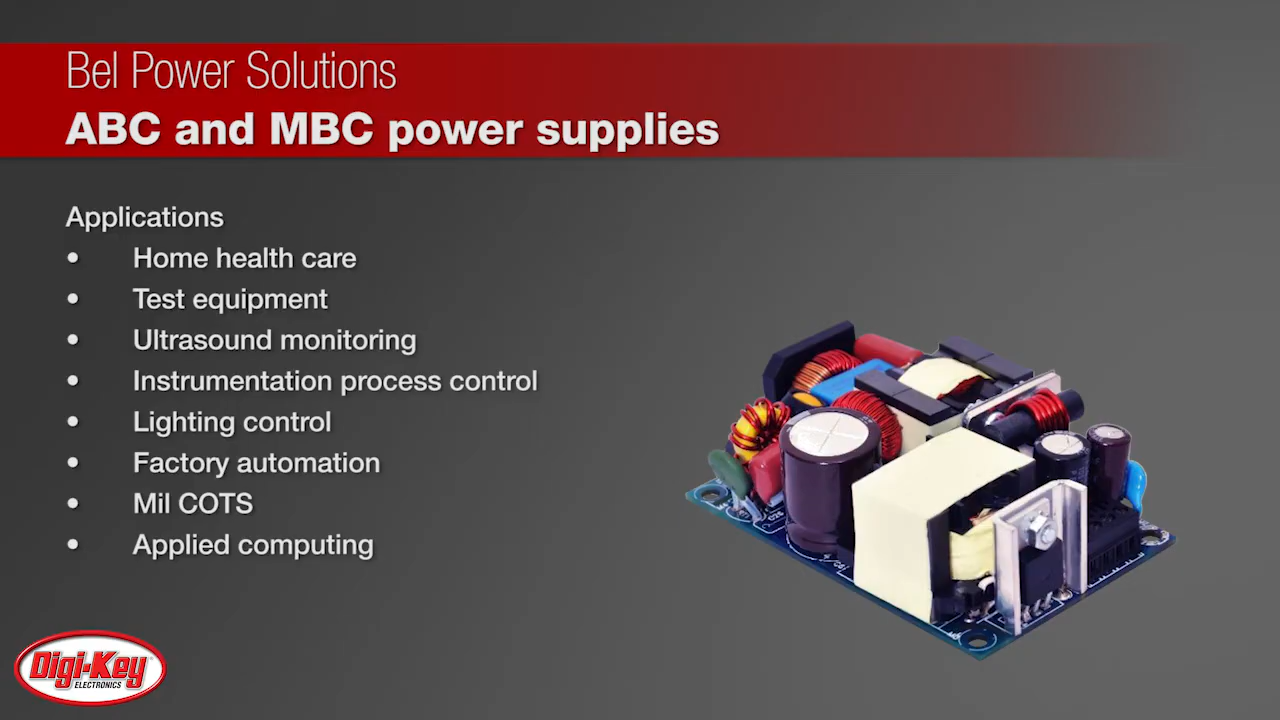 Bel Power Solutions
ABC and MBC power supplies
Applications
• Home health care
• Test equipment
• Ultrasound monitoring
• Instrumentation process control
• Lighting control
• Factory automation
• Mil COTS
• Applied computing
Digi-Key
ELECTRONICS